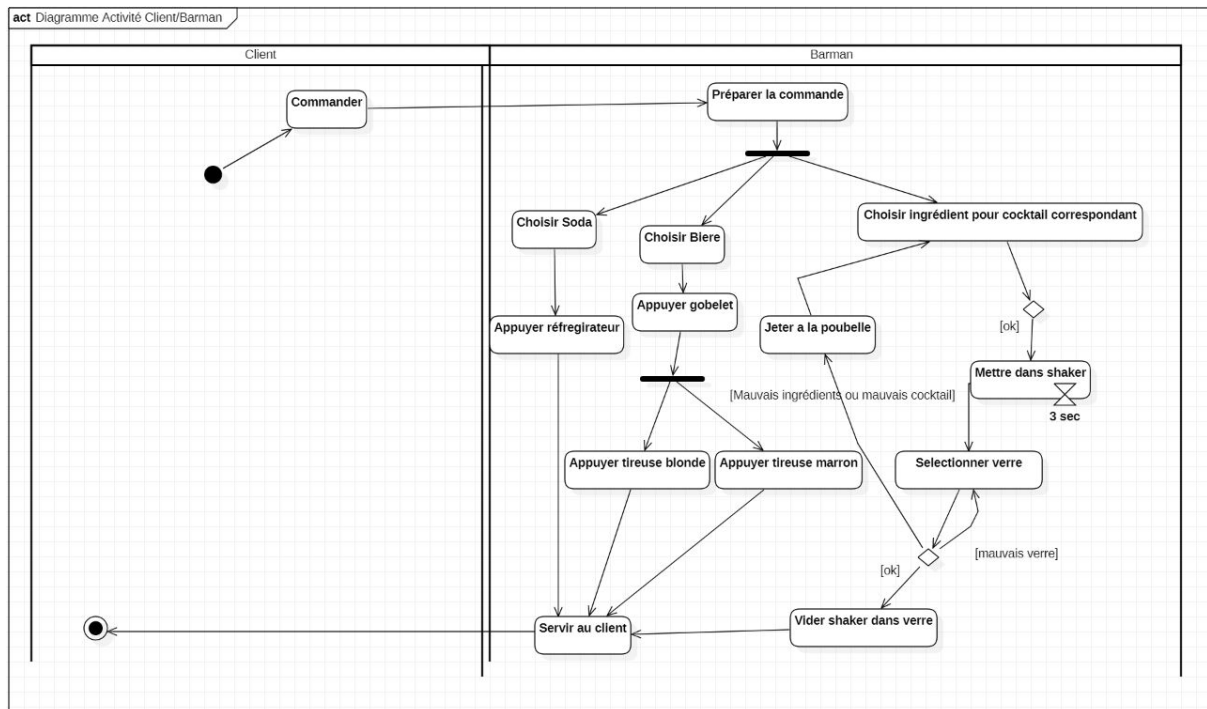 act Diagramme Activité Client/Barman
Client
Barman
Commander
Préparer la commande
Choisir Soda
Choisir Biere
Choisir ingrédient pour cocktail correspondant
Appuyer réfregirateur
Appuyer gobelet
Jeter a la poubelle
[ok]
Mettre dans shaker
3 sec
[Mauvais ingrédients ou mauvais cocktail]
Appuyer tireuse blonde
Appuyer tireuse marron
Selectionner verre
[mauvais verre]
[ok]
Servir au client
Vider shaker dans verre